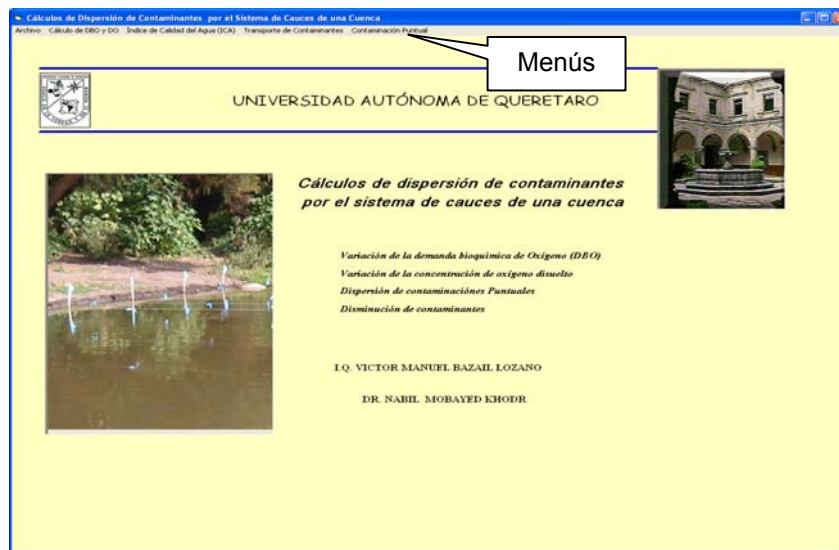 Cálculos de Dispersión de Contaminantes por el Sistema de Cauces de una Cuenca
Archivo Cálculo de DBO y DO Índice de Calidad del Agua (ICA) Transporte de Contaminantes Contaminación Puntual
Menús
UNIVERSIDAD AUTÓNOMA DE QUERETARO
Cálculos de dispersión de contaminantes
por el sistema de cauces de una cuenca
Variación de la demanda bioquimica de Oxígeno (DBO)
Variación de la concentración de oxígeno disuelto
Dispersión de contaminaciónes Puntuales
Disminución de contaminantes
I.Q. VICTOR MANUEL BAZAIL LOZANO
DR. NABIL MOBAYED KHODR